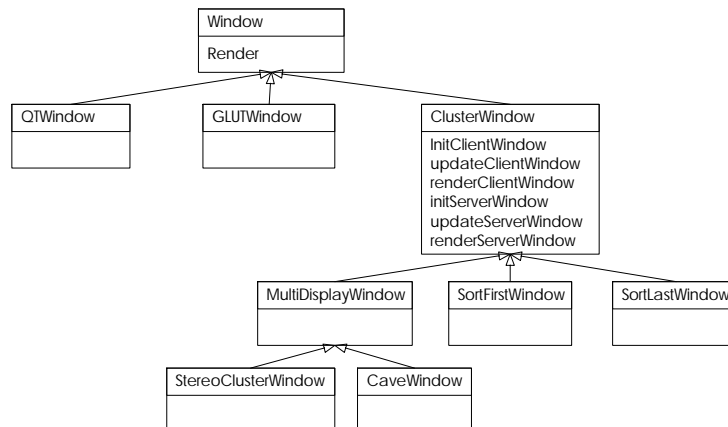 Window
Render
QTWindow
GLUTWindow
ClusterWindow
InitClientWindow
updateClientWindow
renderClientWindow
initServerWindow
updateServerWindow
renderServerWindow
MultiDisplayWindow
SortFirstWindow
SortLastWindow
StereoClusterWindow
CaveWindow